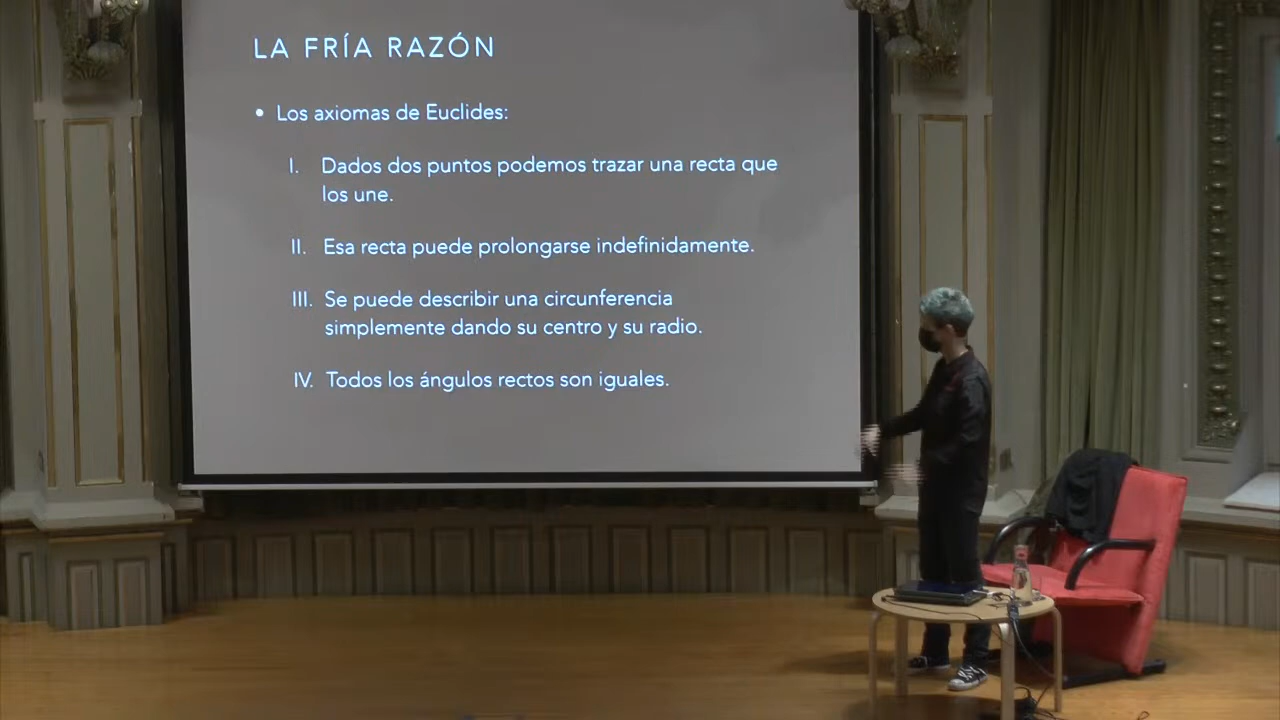 LA FRÍA RAZÓN
• Los axiomas de Euclides:
I. Dados dos puntos podemos trazar una recta que
los une.
II. Esa recta puede prolongarse indefinidamente.
III. Se puede describir una circunferencia
simplemente dando su centro y su radio.
IV. Todos los ángulos rectos son iguales.